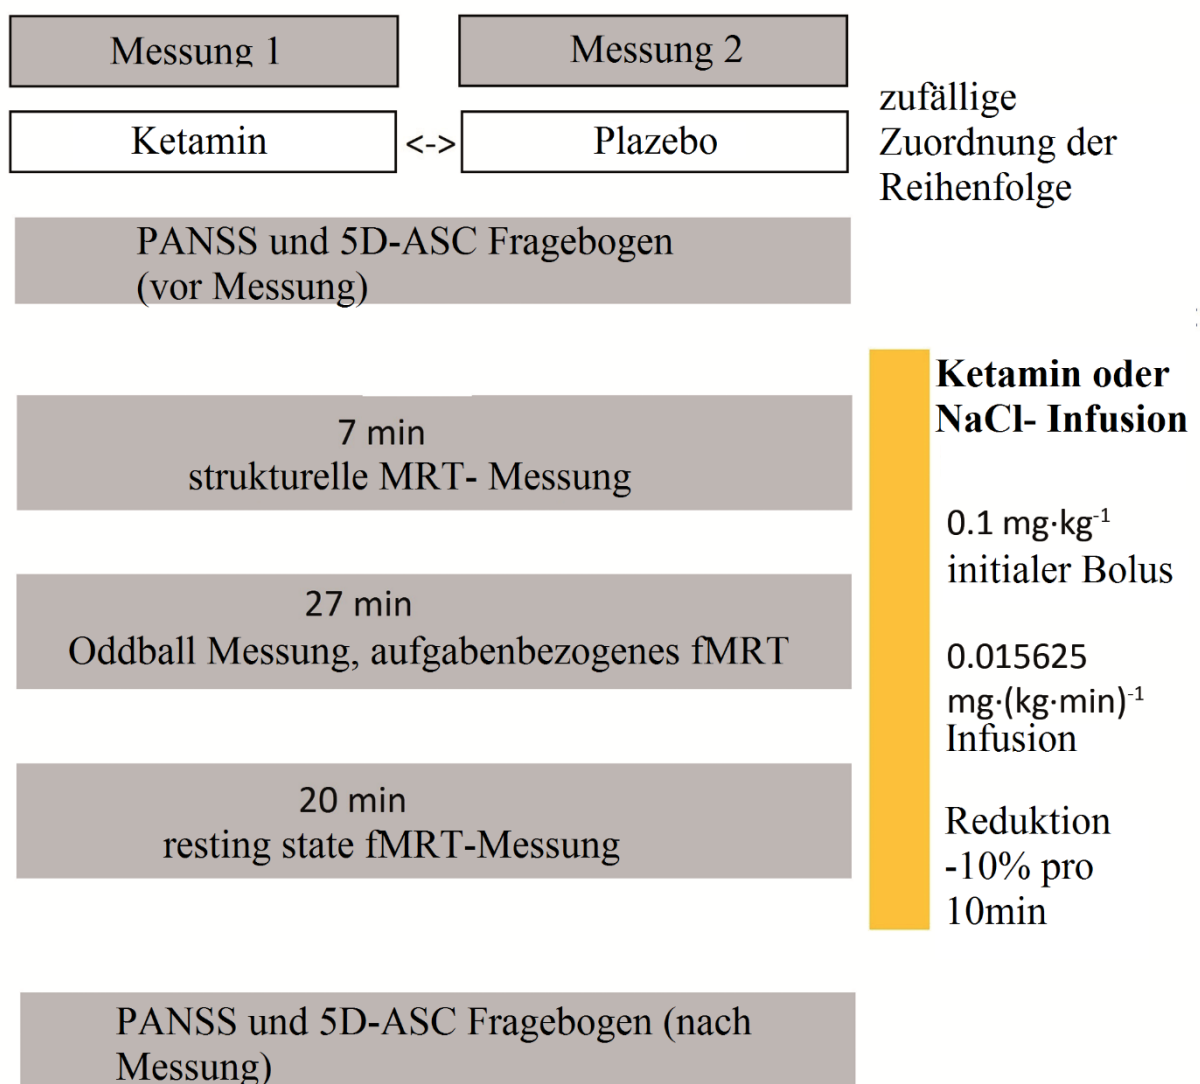 Messung 1
Messung 2
Ketamin
<->
Plazebo
zufällige
Zuordnung der
Reihenfolge
PANSS und 5D-ASC Fragebogen
(vor Messung)
Ketamin oder
NaCl- Infusion
7 min
strukturelle MRT- Messung
0.1 mg·kg⁻¹
initialer Bolus
27 min
Oddball Messung, aufgabenbezogenes fMRT
0.015625
mg·(kg·min)⁻¹
Infusion
20 min
resting state fMRT-Messung
Reduktion
-10% pro
10min
PANSS und 5D-ASC Fragebogen (nach
Messung)